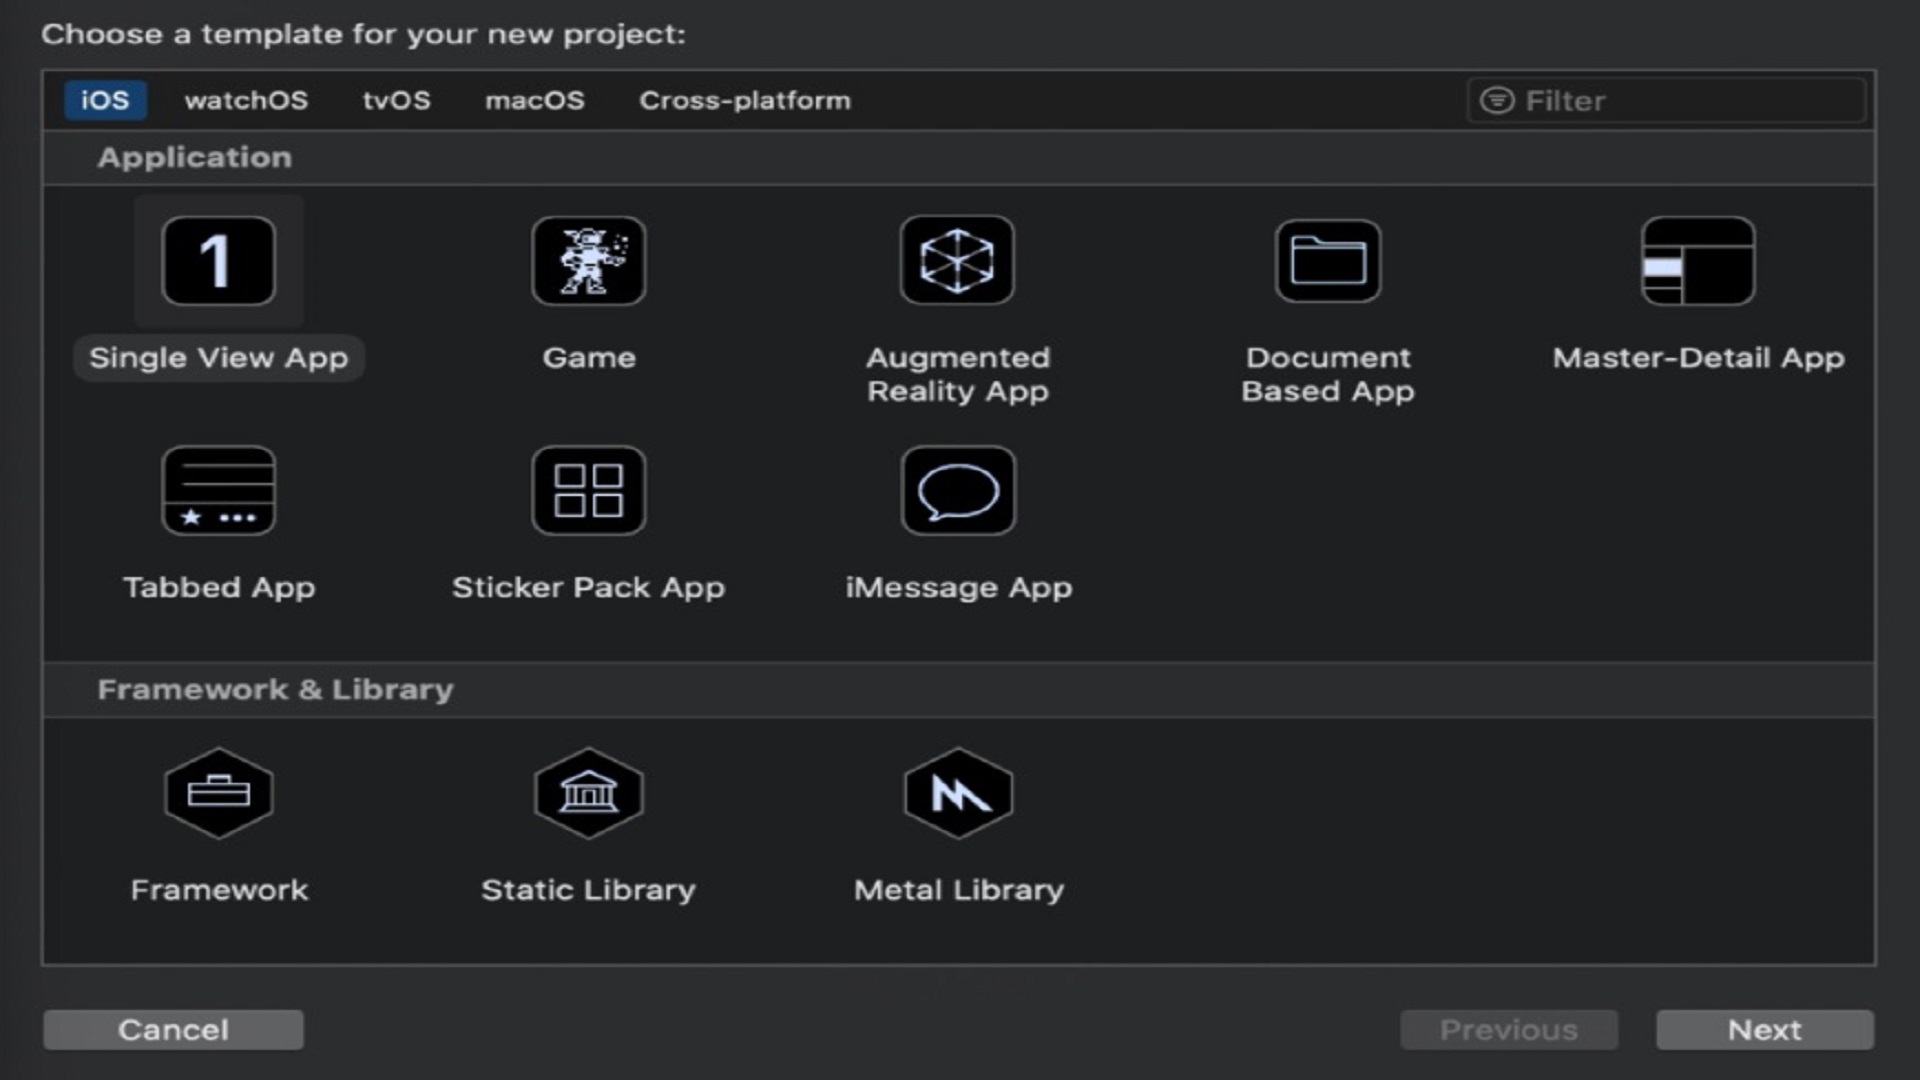 Choose a template for your new project:
iOS watchOS tvOS macOS Cross-platform Filter
Application
1
Single View App Game Augmented Document Master-Detail App
Reality App Based App
Tabbed App Sticker Pack App iMessage App
Framework & Library
Framework Static Library Metal Library
Cancel Previous Next